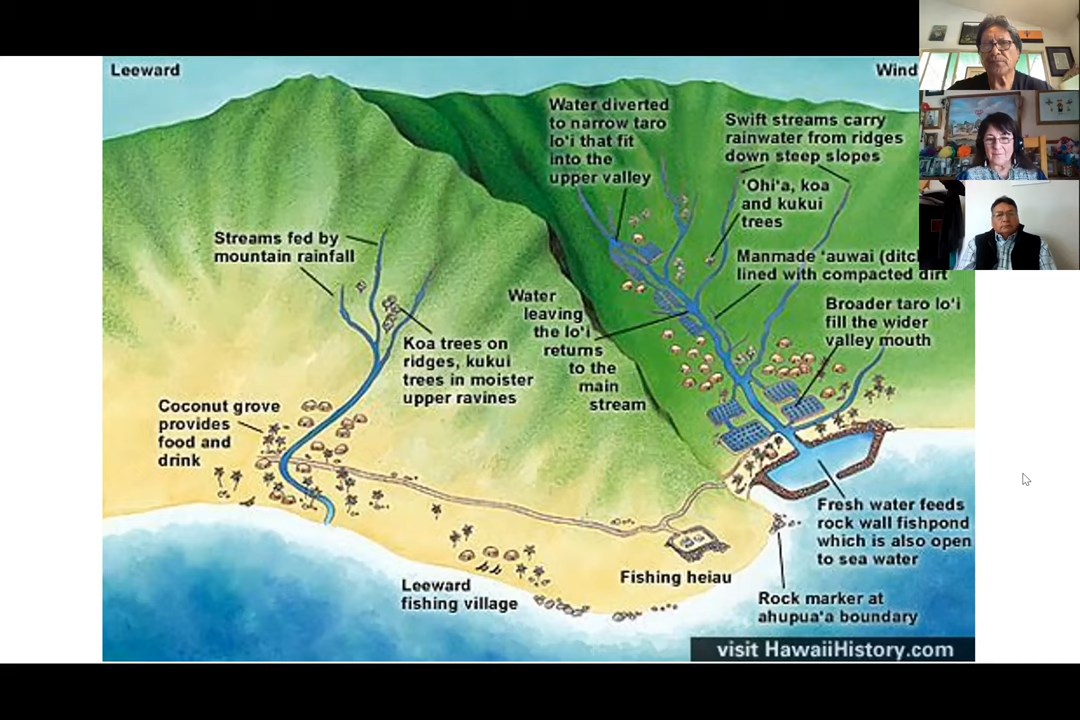 Leeward
Wind
Water diverted
to narrow taro
lo'i that fit
into the
upper valley
Swift streams carry
rainwater from ridges
down steep slopes
'Ohi'a, koa
and kukui
trees
Streams fed by
mountain rainfall
Manmade 'auwai (ditch
lined with compacted dirt
Water
leaving
the lo'i
returns
to the
main
stream
Broader taro lo'i
fill the wider
valley mouth
Koa trees on
ridges, kukui
trees in moister
upper ravines
Coconut grove
provides
food and
drink
Fresh water feeds
rock wall fishpond
which is also open
to sea water
Fishing heiau
Leeward
fishing village
Rock marker at
ahupua'a boundary
visit HawaiiHistory.com